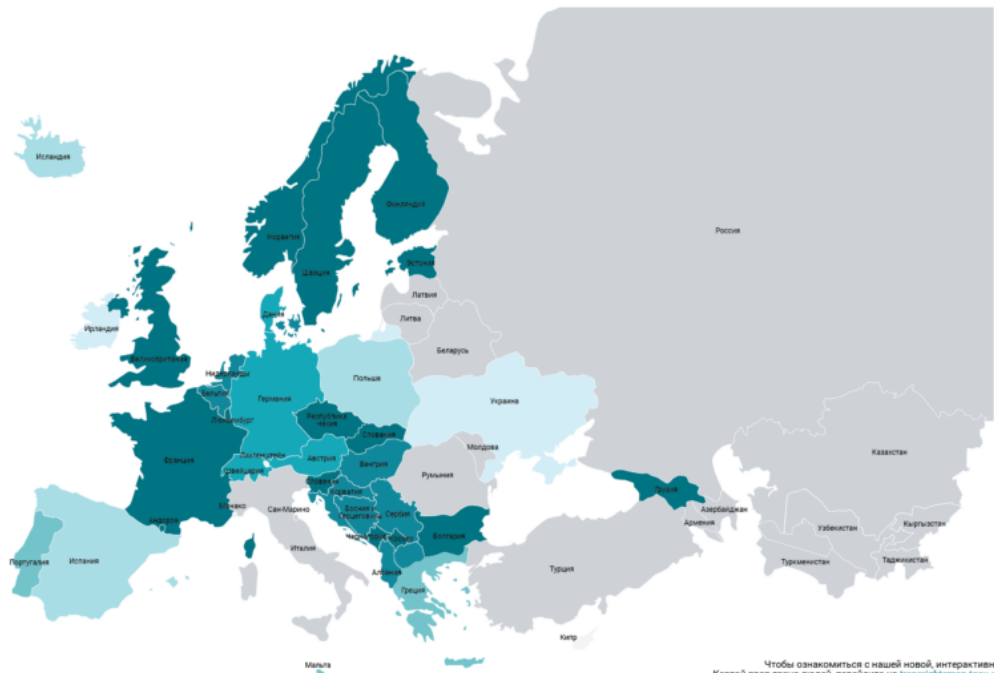 Исландия
Финляндия
Россия
Норвегия
Швеция
Эстония
Латвия
Дания
Литва
Ирландия
Беларусь
Великобритания
Нидерланды
Польша
Бельгия
Германия
Украина
Люксембург
Республика
Чехия
Словакия
Молдова
Казахстан
Франция
Лихтенштейн
Австрия
Венгрия
Швейцария
Румыния
Словения
Грузия
Хорватия
Монако
Сан-Марино
Босния и
Герцеговина
Сербия
Азербайджан
Андорра
Армения
Узбекистан
Кыргызстан
Черногория
Болгария
Италия
Португалия
Испания
Турция
Туркменистан
Таджикистан
Албания
Греция
Кипр
Мальта
Чтобы ознакомиться с нашей новой, интерактивн